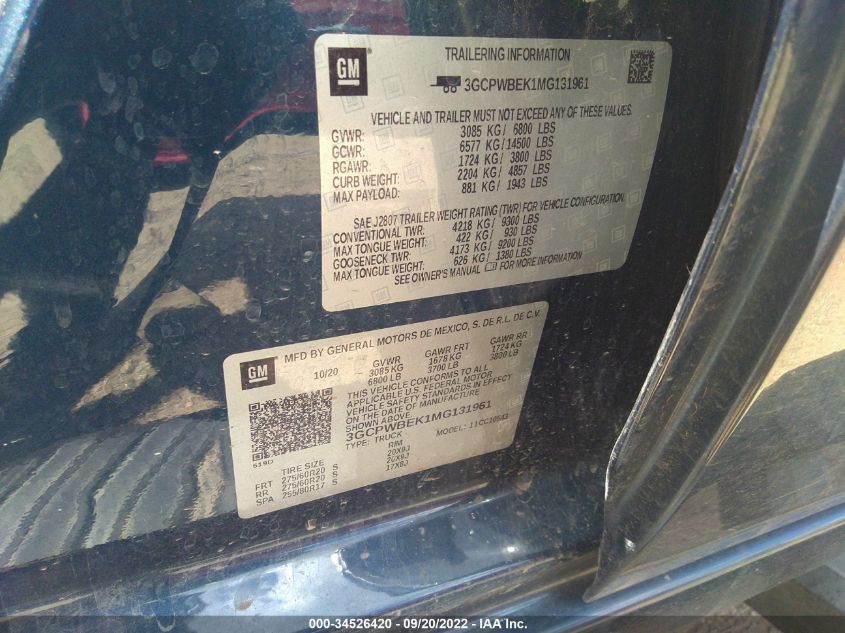 GM
TRAILERING INFORMATION
3GCPWBEK1MG131961
VEHICLE AND TRAILER MUST NOT EXCEED ANY OF THESE VALUES.
GVWR: 3085 KG/ 6800 LBS
GCWR: 6577 KG/ 14500 LBS
RGAWR: 1724 KG/ 3800 LBS
CURB WEIGHT: 2204 KG/ 4857 LBS
MAX PAYLOAD: 881 KG/ 1943 LBS
SAE J2807 TRAILER WEIGHT RATING (TWR) FOR VEHICLE CONFIGURATION.
CONVENTIONAL TWR: 4218 KG/ 9300 LBS
MAX TONGUE WEIGHT: 422 KG/ 930 LBS
GOOSENECK TWR: 4173 KG/ 9200 LBS
MAX TONGUE WEIGHT: 626 KG/ 1380 LBS
SEE OWNER'S MANUAL FOR MORE INFORMATION
GM
MFD BY GENERAL MOTORS DE MEXICO, S. DE R.L. DE C.V.
10/20 GVWR GAWR FRT GAWR RR
3085 KG 1678 KG 1724 KG
6800 LB 3700 LB 3800 LB
THIS VEHICLE CONFORMS TO ALL
APPLICABLE U.S. FEDERAL MOTOR
VEHICLE SAFETY STANDARDS IN EFFECT
ON THE DATE OF MANUFACTURE
SHOWN ABOVE.
3GCPWBEK1MG131961
TYPE: TRUCK MODEL: 11CC10543
TIRE SIZE RIM
FRT 275/60R20 S 20X9J
RR 275/60R20 S 20X9J
SPA 255/80R17 S 17X8J
000-34526420 - 09/20/2022 - IAA Inc.